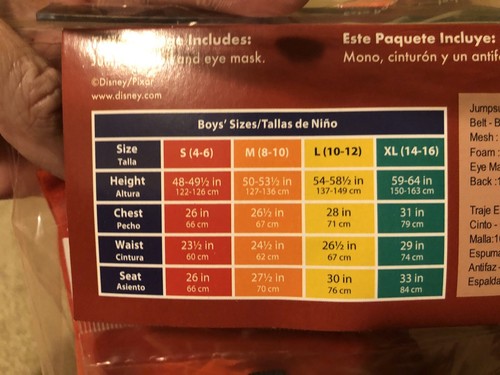 Includes:
and eye mask.
©Disney/Pixar
www.disney.com
Este Paquete Incluye:
Mono, cinturón y un
Boys' Sizes/Tallas de Niño
Size S (4-6) M (8-10) L (10-12) XL (14-16)
Talla
Height 48-49½ in 50-53½ in 54-58½ in 59-64 in
Altura 122-126 cm 127-136 cm 137-149 cm 150-163 cm
Chest 26 in 26½ in 28 in 31 in
Pecho 66 cm 67 cm 71 cm 79 cm
Waist 23½ in 24½ in 26½ in 29 in
Cintura 60 cm 62 cm 67 cm 74 cm
Seat 26 in 27½ in 30 in 33 in
Asiento 66 cm 70 cm 76 cm 84 cm
Belt - B
Mesh :
Foam :
Eye Ma
Back :
Traje E
Cinto -
Malla:
Antifaz
Espalda